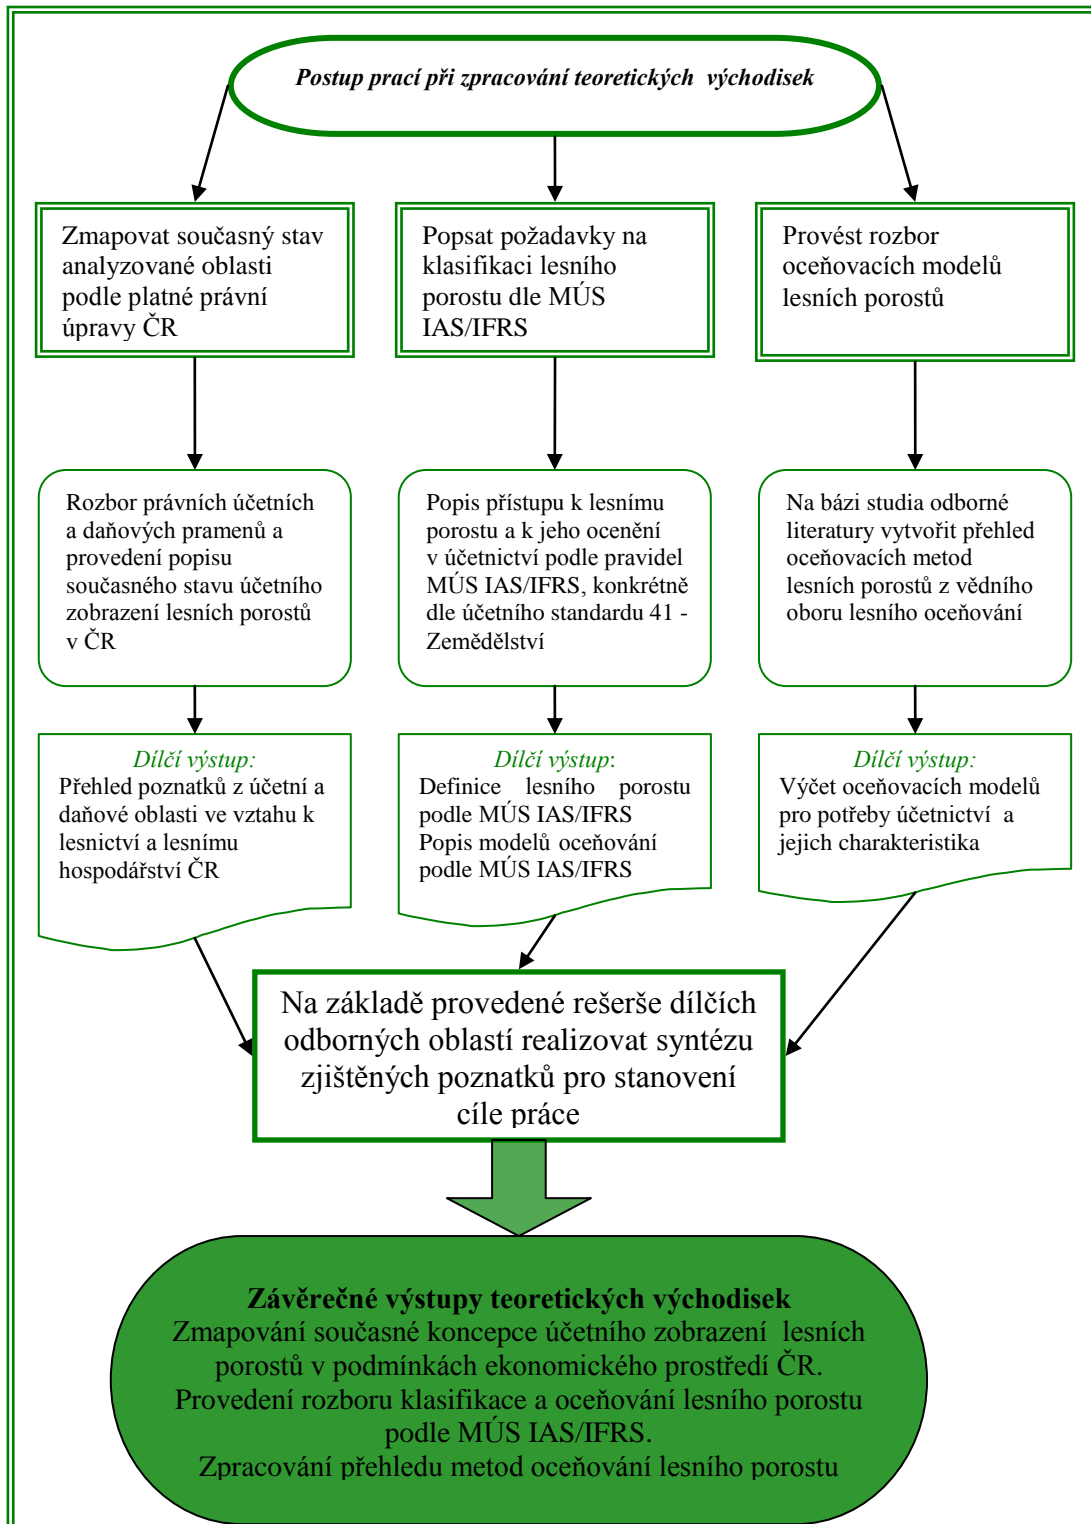 Postup prací při zpracování teoretických východisek
Zmapovat současný stav
analyzované oblasti
podle platné právní
úpravy ČR
Popsat požadavky na
klasifikaci lesního
porostu dle MÚS
IAS/IFRS
Provést rozbor
oceňovacích modelů
lesních porostů
Rozbor právních účetních
a daňových pramenů a
provedení popisu
současného stavu účetního
zobrazení lesních porostů
v ČR
Popis přístupu k lesnímu
porostu a k jeho ocenění
v účetnictví podle pravidel
MÚS IAS/IFRS, konkrétně
dle účetního standardu 41 -
Zemědělství
Na bázi studia odborné
literatury vytvořit přehled
oceňovacích metod
lesních porostů z vědního
oboru lesního oceňování
Dílčí výstup:
Přehled poznatků z účetní a
daňové oblasti ve vztahu k
lesnictví a lesnímu
hospodářství ČR
Dílčí výstup:
Definice lesního porostu
podle MÚS IAS/IFRS
Popis modelů oceňování
podle MÚS IAS/IFRS
Dílčí výstup:
Výčet oceňovacích modelů
pro potřeby účetnictví a
jejich charakteristika
Na základě provedené rešerše dílčích
odborných oblastí realizovat syntézu
zjištěných poznatků pro stanovení
cíle práce
Závěrečné výstupy teoretických východisek
Zmapování současné koncepce účetního zobrazení lesních
porostů v podmínkách ekonomického prostředí ČR.
Provedení rozboru klasifikace a oceňování lesního porostu
podle MÚS IAS/IFRS.
Zpracování přehledu metod oceňování lesního porostu